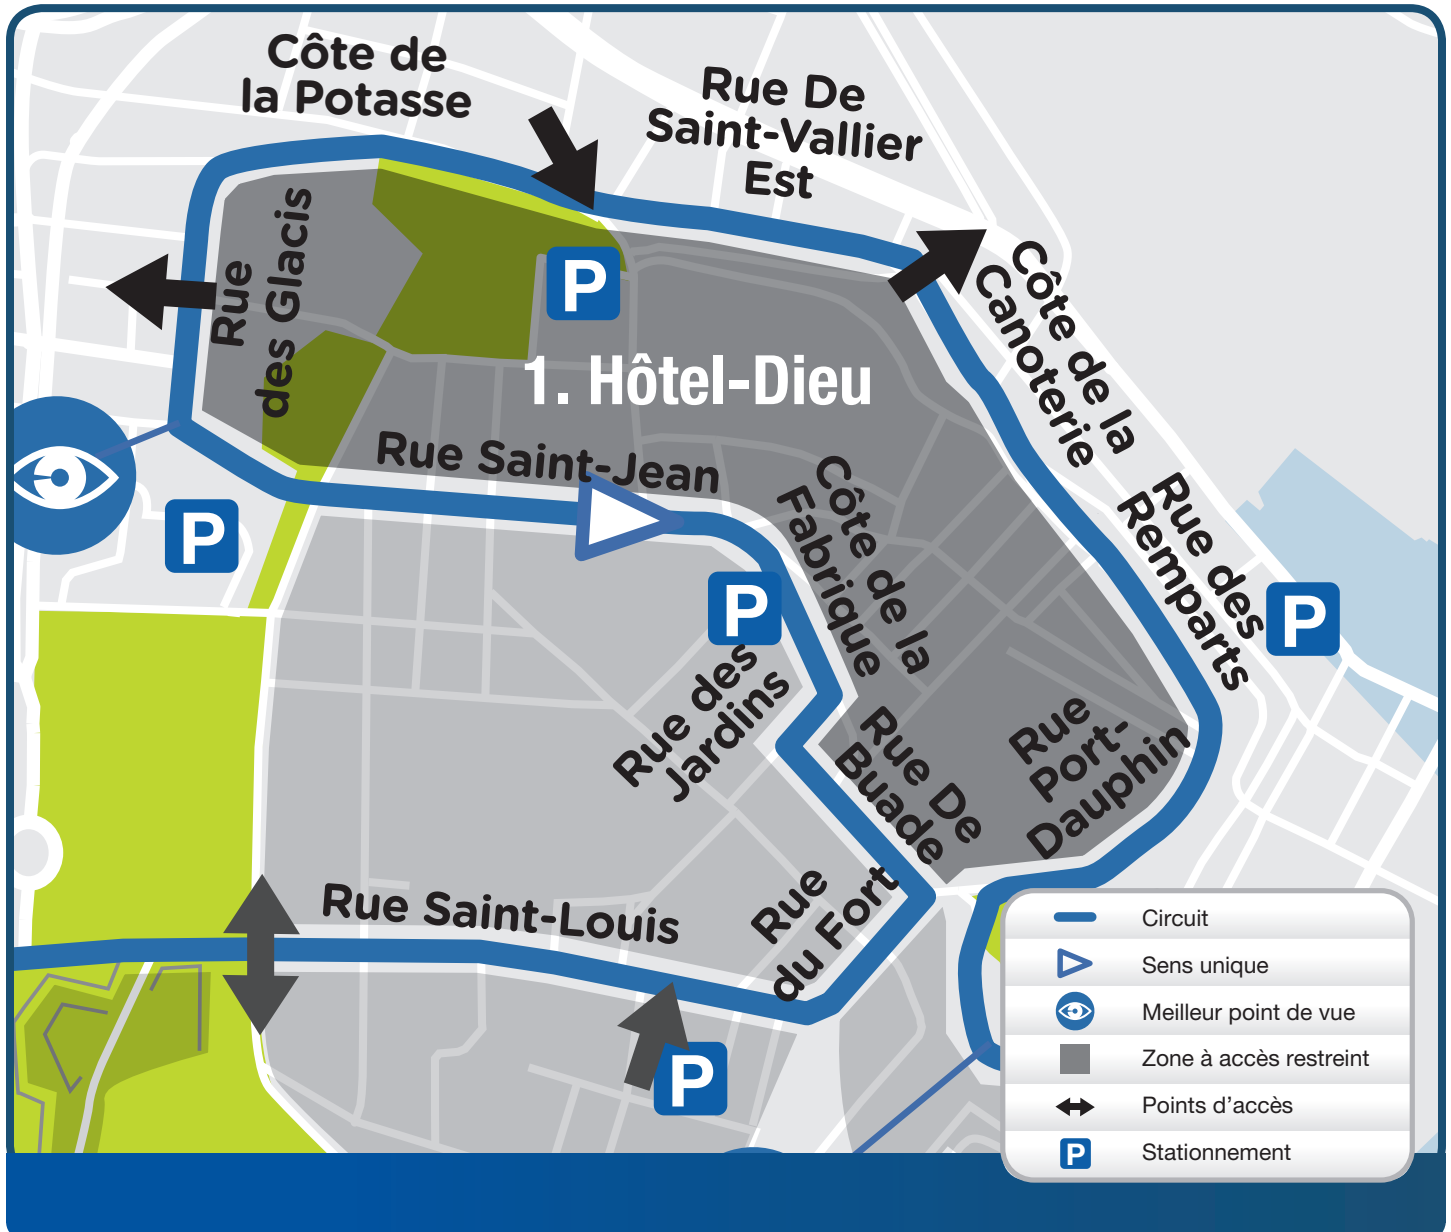 Côte de
la Potasse
Rue De
Saint-Vallier
Est
Rue
des Glacis
P
1. Hôtel-Dieu
Côte de la
Canoterie
Rue Saint-Jean
P
Côte de la
Fabrique
Rue des
Remparts
P
P
Rue des
Jardins
Rue De
Buade
Rue
Port-
Dauphin
Rue Saint-Louis
Rue
du Fort
P
Circuit
Sens unique
Meilleur point de vue
Zone à accès restreint
Points d’accès
P Stationnement